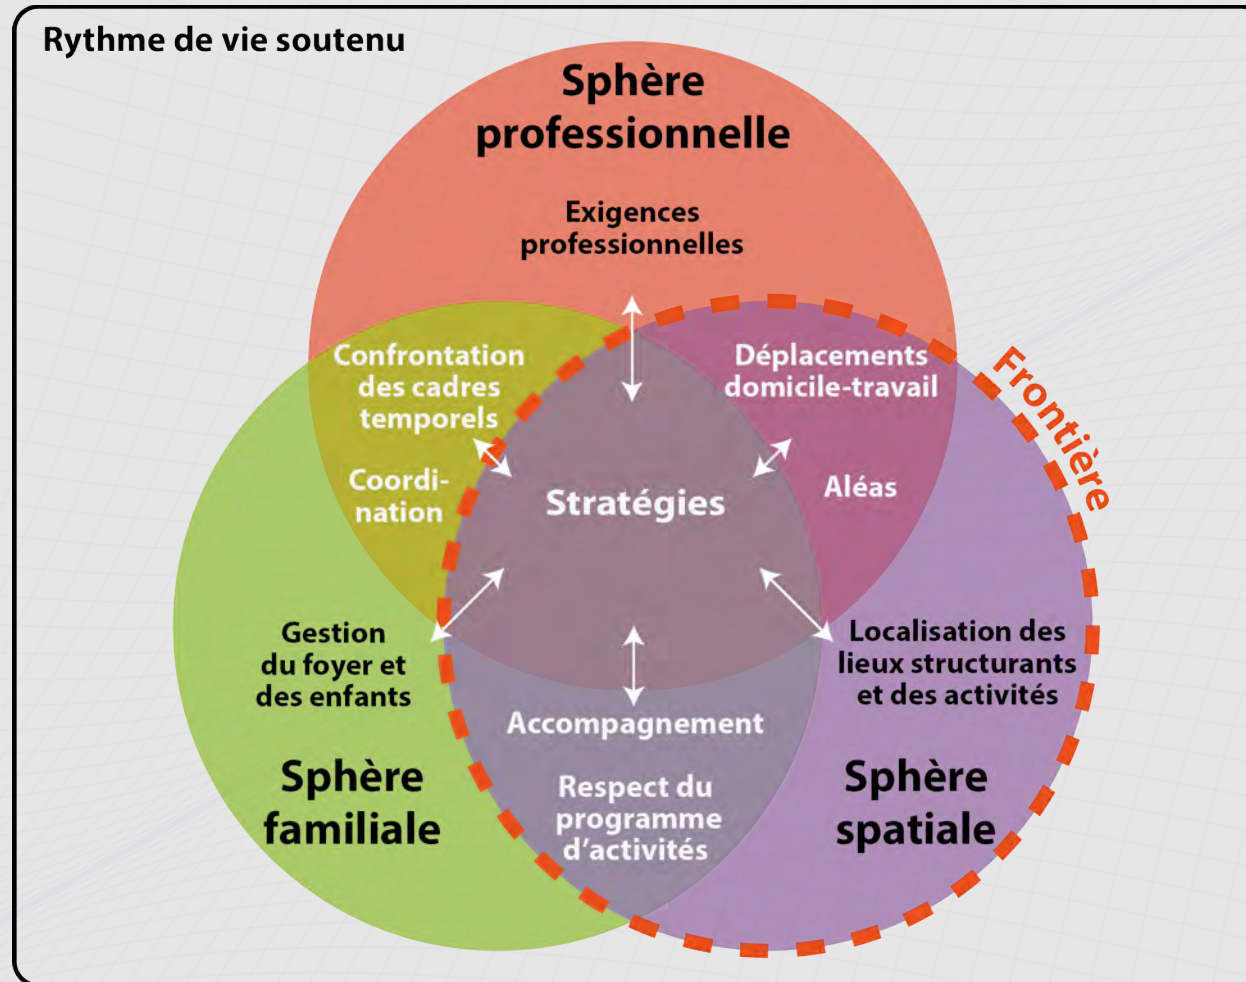 Rythme de vie soutenu
Sphère
professionnelle
Exigences
professionnelles
Confrontation
des cadres
temporels
Coordi-
nation
Déplacements
domicile-travail
Aléas
Frontière
Stratégies
Gestion
du foyer et
des enfants
Sphère
familiale
Accompagnement
Respect du
programme
d'activités
Localisation des
lieux structurants
et des activités
Sphère
spatiale